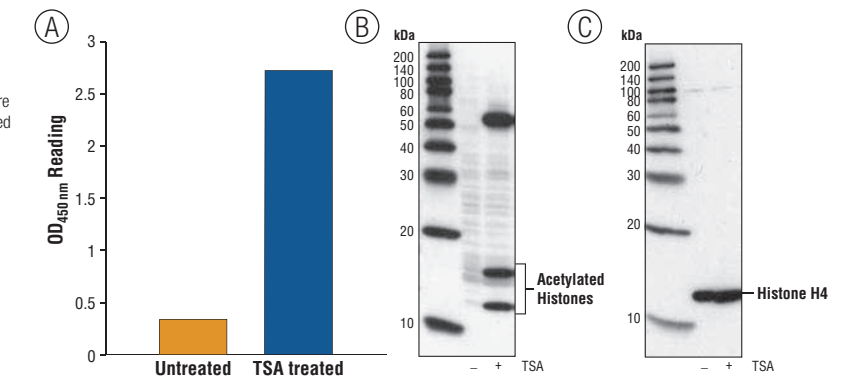 re
ed
A
3
2.5
2
1.5
1
0.5
0
OD450 nm Reading
Untreated TSA treated
B
kDa
200
140
100
80
60
50
40
30
20
10
Acetylated
Histones
– + TSA
C
kDa
200
140
100
80
60
50
40
30
20
10
Histone H4
– + TSA